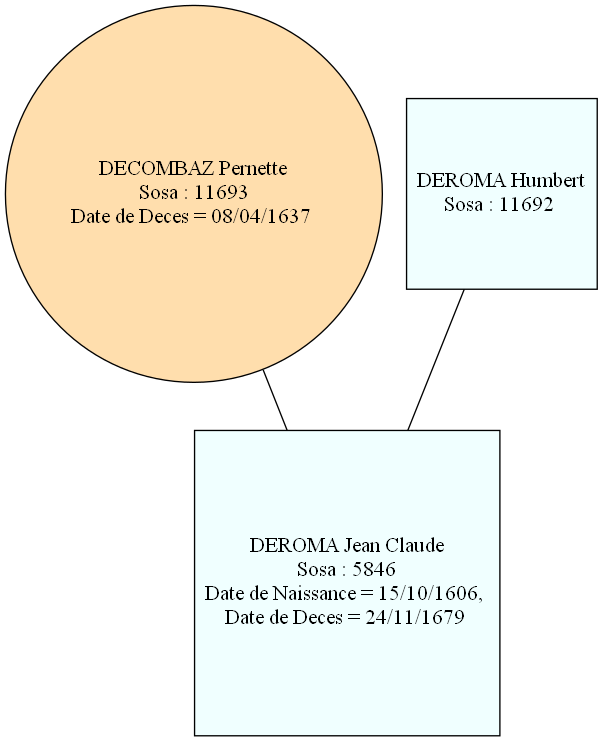 DECOMBAZ Pernette
Sosa : 11693
Date de Deces = 08/04/1637
DEROMA Humbert
Sosa : 11692
DEROMA Jean Claude
Sosa : 5846
Date de Naissance = 15/10/1606,
Date de Deces = 24/11/1679